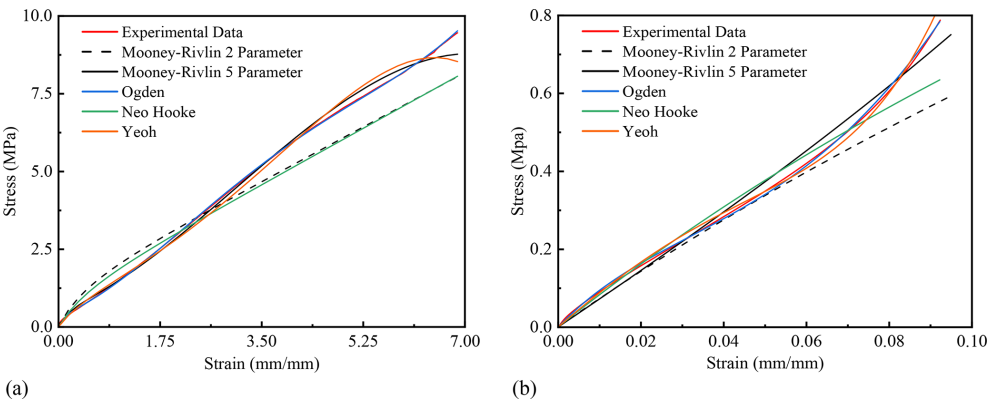 10.0
7.5
5.0
2.5
0.0
Stress (MPa)
Experimental Data
Mooney-Rivlin 2 Parameter
Mooney-Rivlin 5 Parameter
Ogden
Neo Hooke
Yeoh
0.00 1.75 3.50 5.25 7.00
Strain (mm/mm)
(a)
0.8
0.6
0.4
0.2
0.0
Stress (Mpa)
Experimental Data
Mooney-Rivlin 2 Parameter
Mooney-Rivlin 5 Parameter
Ogden
Neo Hooke
Yeoh
0.00 0.02 0.04 0.06 0.08 0.10
Strain (mm/mm)
(b)